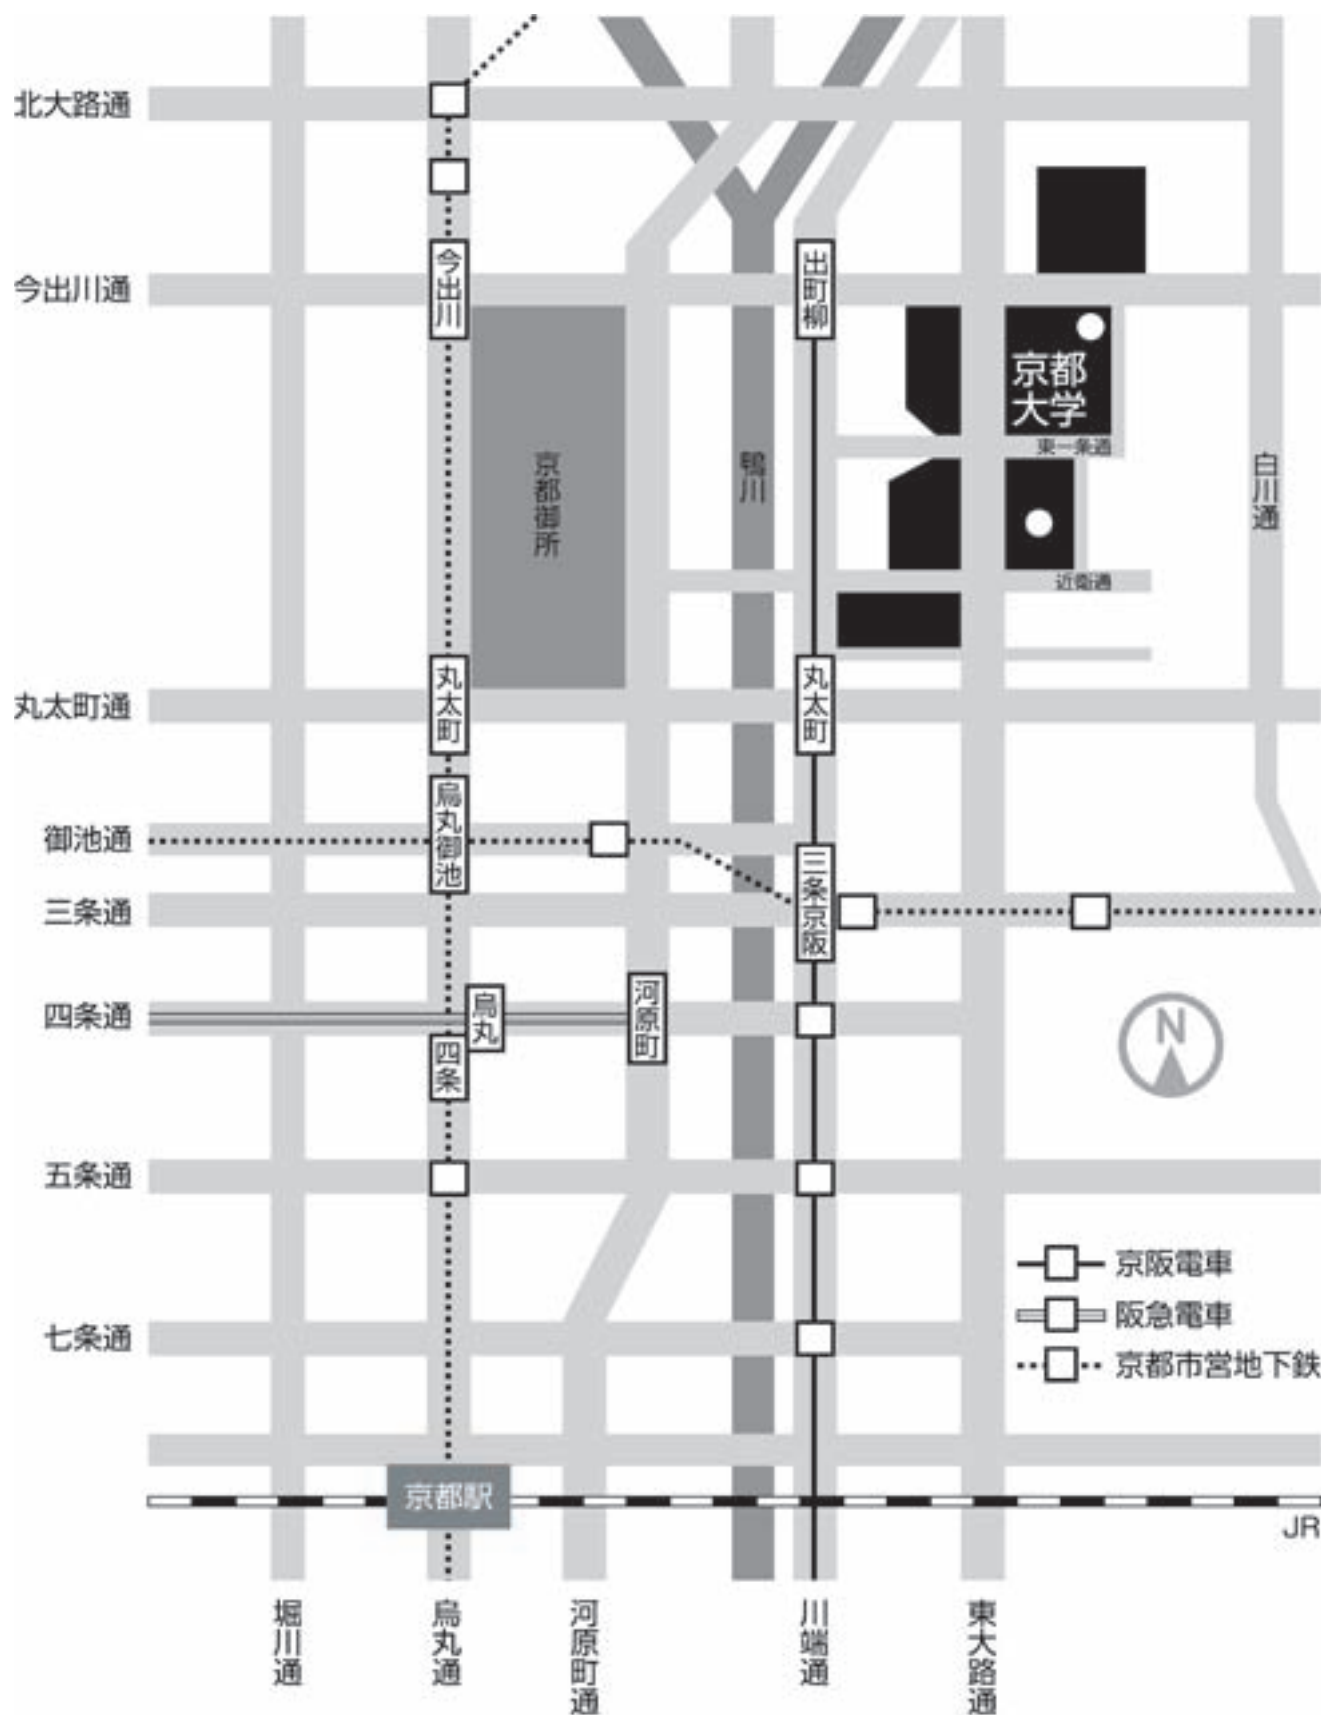 北大路通
今出川通
今出川
出町柳
京都
大学
東一条通
京都御所
鴨川
白川通
近衛通
丸太町
丸太町
丸太町通
烏丸御池
御池通
三条京阪
三条通
河原町
烏丸
四条通
四条
N
五条通
京阪電車
七条通
阪急電車
京都市営地下鉄
京都駅
JR
堀川通
烏丸通
河原町通
川端通
東大路通